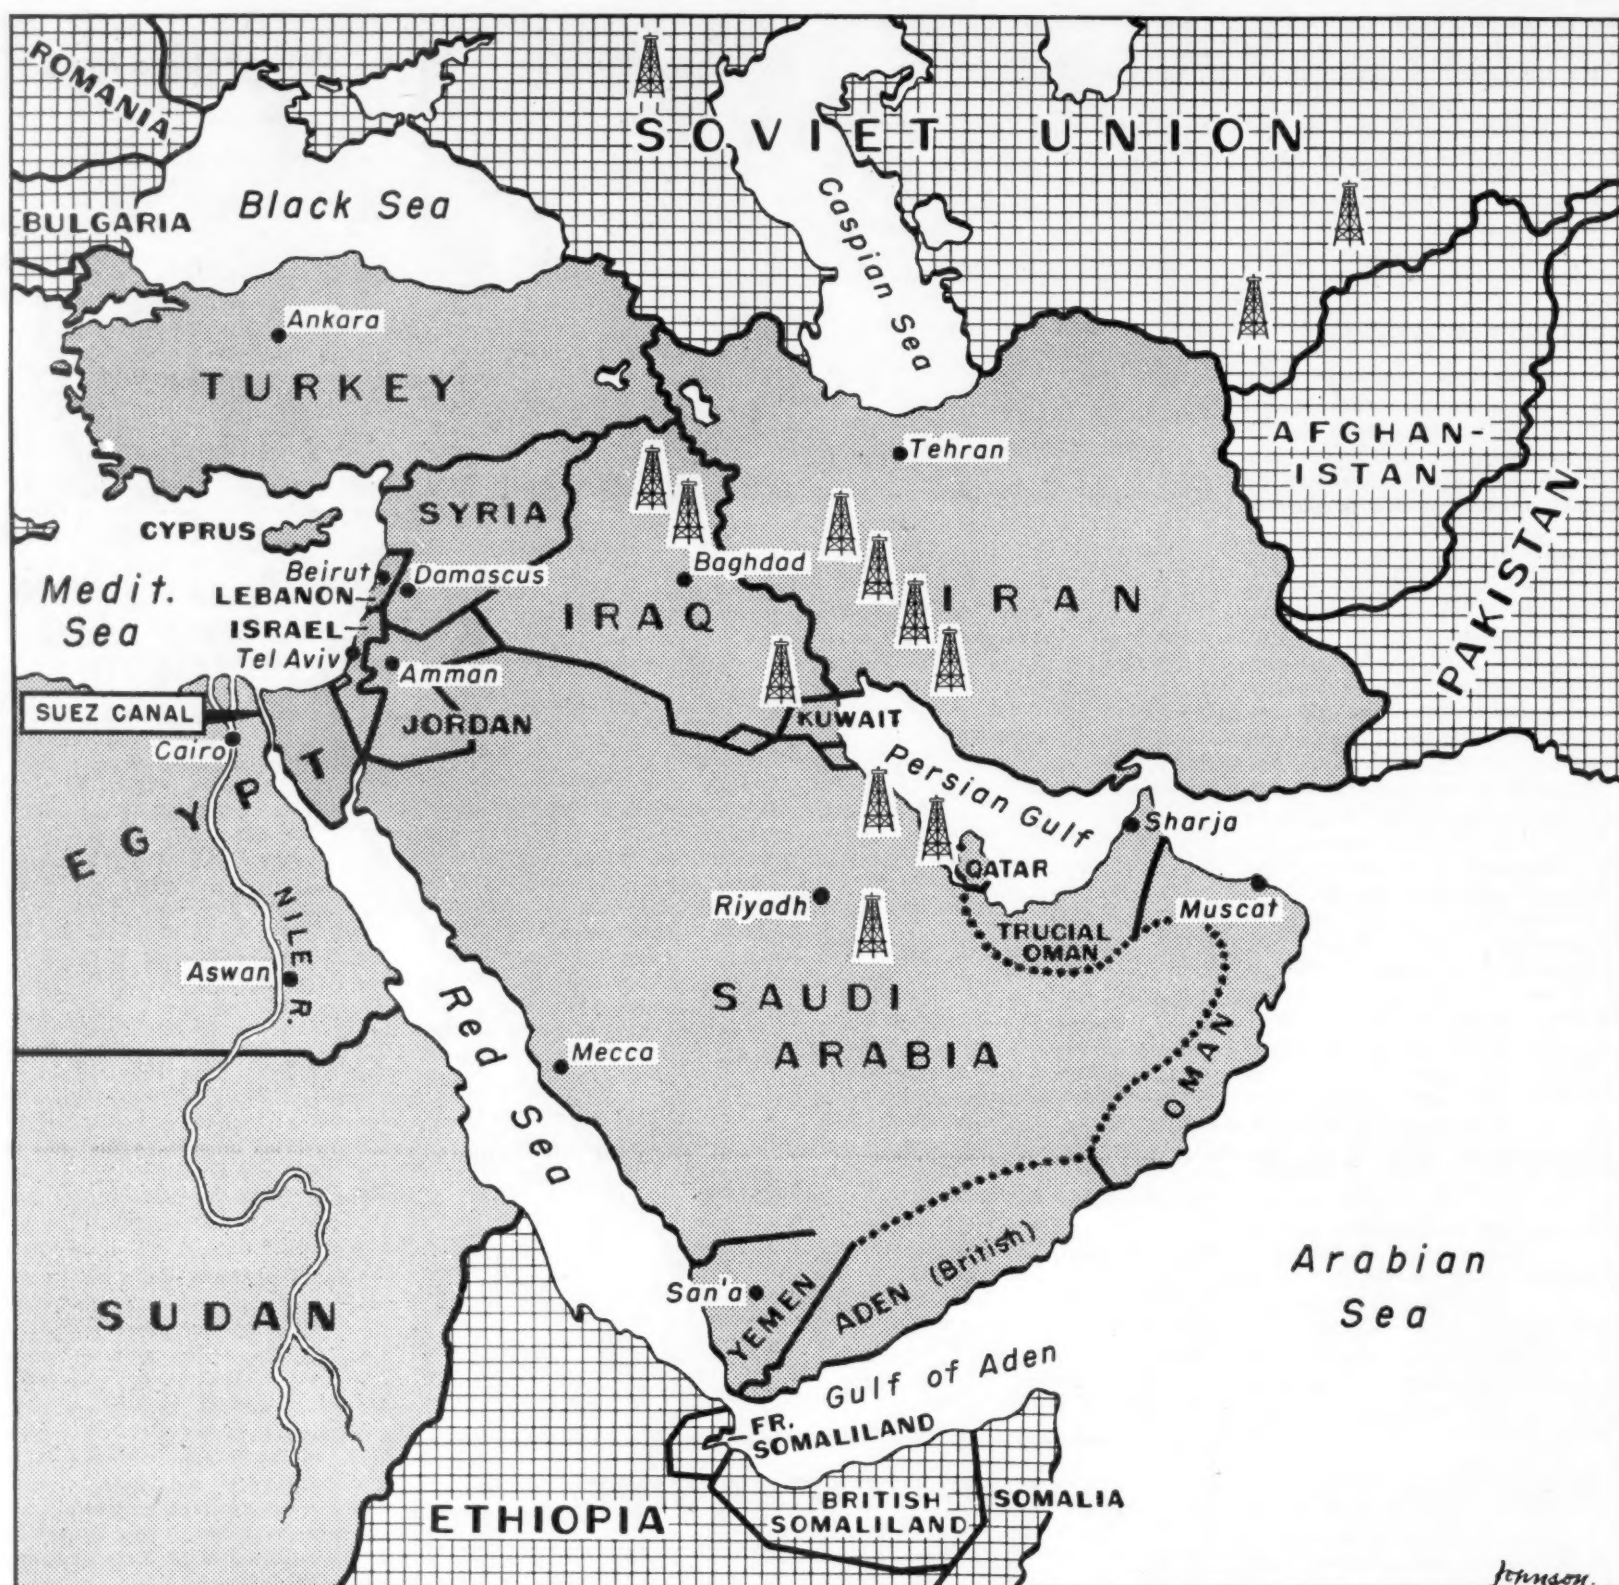 ROMANIA
SOVIET UNION
BULGARIA
Black Sea
Caspian Sea
Ankara
TURKEY
Tehran
AFGHAN-
ISTAN
PAKISTAN
SYRIA
CYPRUS
Beirut
Damascus
Baghdad
LEBANON
IRAQ
IRAN
Medit.
Sea
ISRAEL
Tel Aviv
Amman
SUEZ CANAL
JORDAN
KUWAIT
Cairo
EGYPT
Persian Gulf
Sharja
QATAR
NILE R.
Riyadh
Muscat
TRUCIAL
OMAN
Aswan
Red Sea
SAUDI
ARABIA
OMAN
Mecca
Arabian
Sea
SUDAN
San'a
YEMEN
ADEN (British)
Gulf of Aden
FR.
SOMALILAND
ETHIOPIA
BRITISH
SOMALILAND
SOMALIA
Johnson.